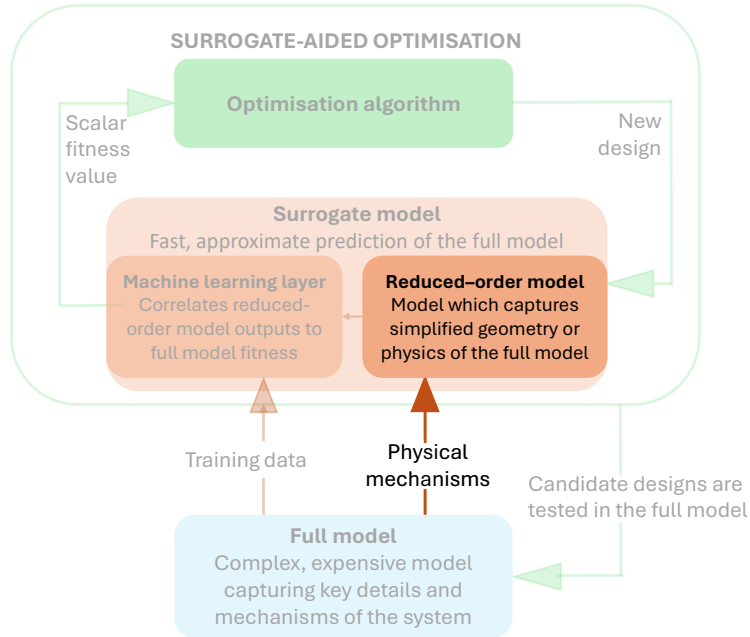 SURROGATE-AIDED OPTIMISATION
Optimisation algorithm
Scalar
fitness
value
New
design
Surrogate model
Fast, approximate prediction of the full model
Machine learning layer
Correlates reduced-
order model outputs to
full model fitness
Reduced–order model
Model which captures
simplified geometry or
physics of the full model
Training data
Physical
mechanisms
Candidate designs are
tested in the full model
Full model
Complex, expensive model
capturing key details and
mechanisms of the system